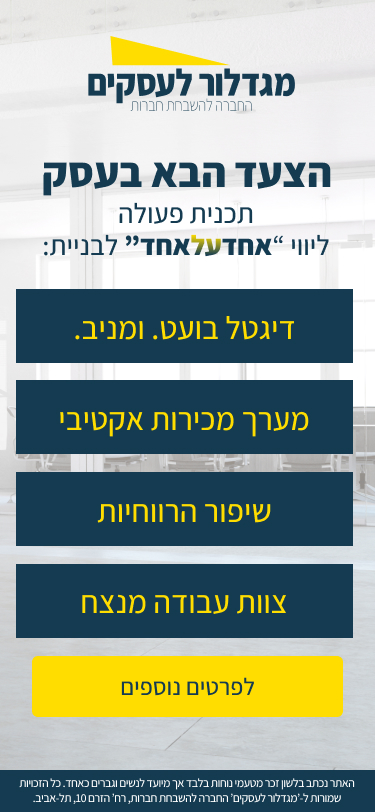 מגדלור לעסקים
החברה להשבחת חברות
הצעד הבא בעסק
תכנית פעולה
ליווי “אחדעלאחד” לבניית:
דיגטל בועט. ומניב.
מערך מכירות אקטיבי
שיפור הרווחיות
צוות עבודה מנצח
לפרטים נוספים
האתר נכתב בלשון זכר מטעמי נוחות בלבד אך מיועד לנשים וגברים כאחד. כל הזכויות
שמורות ל-'מגדלור לעסקים' החברה להשבחת חברות, רח' הזרם 10, תל-אביב.